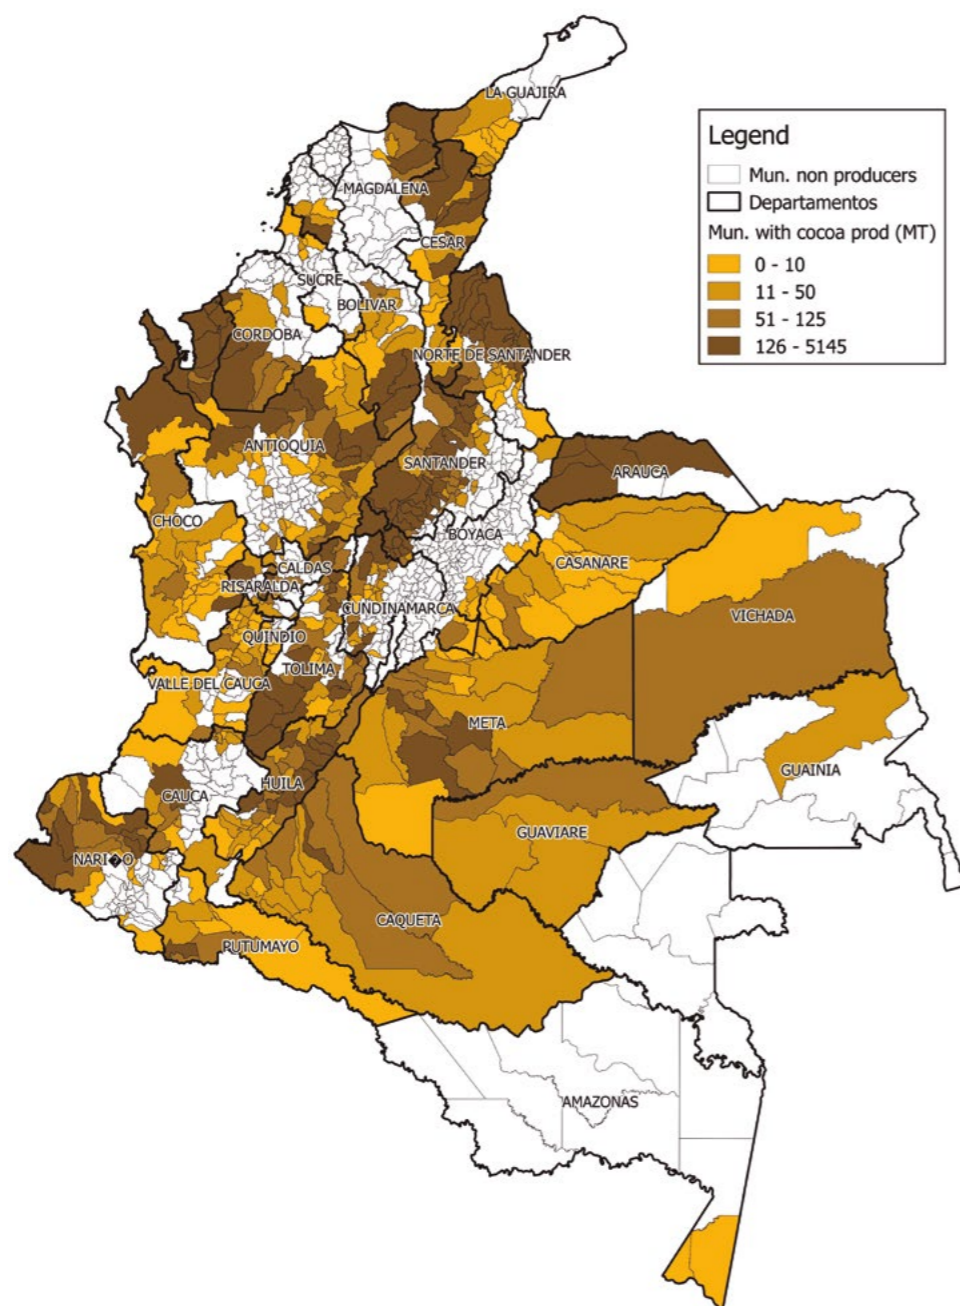 LA GUAJIRA
Legend
Mun. non producers
Departamentos
Mun. with cocoa prod (MT)
0 - 10
11 - 50
51 - 125
126 - 5145
MAGDALENA
CESAR
SUCRE
BOLIVAR
CORDOBA
NORTE DE SANTANDER
ANTIOQUIA
SANTANDER
ARAUCA
CHOCO
BOYACA
CASANARE
CALDAS
RISARALDA
CUNDINAMARCA
VICHADA
QUINDIO
TOLIMA
VALLE DEL CAUCA
META
GUAINIA
HUILA
CAUCA
GUAVIARE
NARI�O
CAQUETA
PUTUMAYO
AMAZONAS